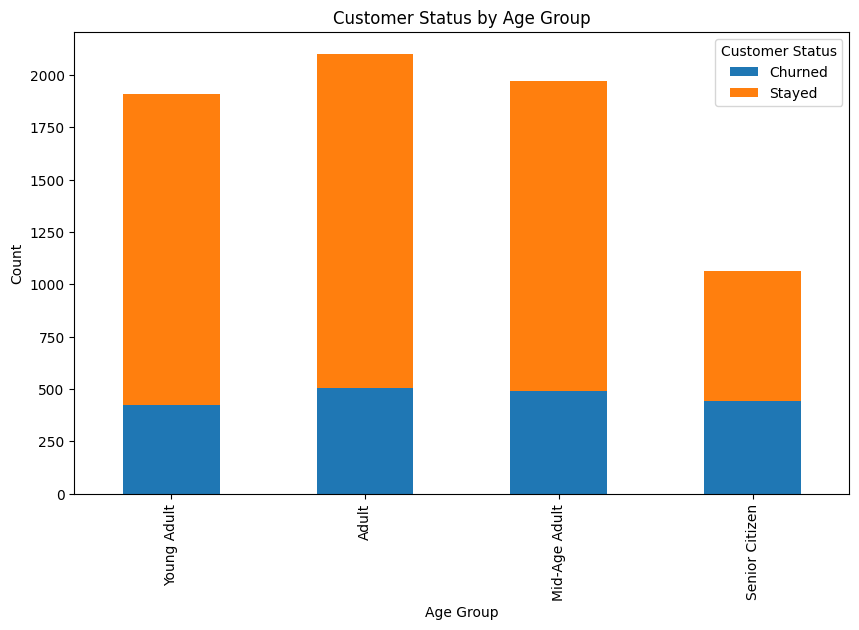 Customer Status by Age Group
Customer Status
Churned
Stayed
2000
1750
1500
1250
1000
750
500
250
0
Count
Young Adult
Adult
Mid-Age Adult
Senior Citizen
Age Group